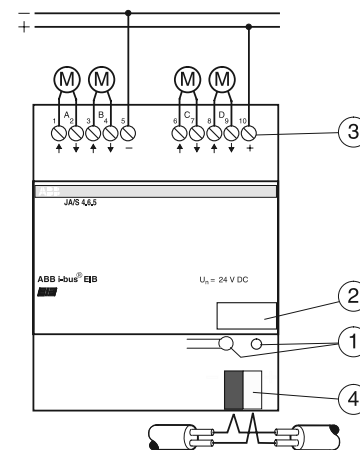 −
+
M M M M
A B C D
1 2 3 4 5 6 7 8 9 10
− +
3
ABB
JA/S 4.6.5
ABB i-bus® EIB
Un = 24 V DC
2
1
4